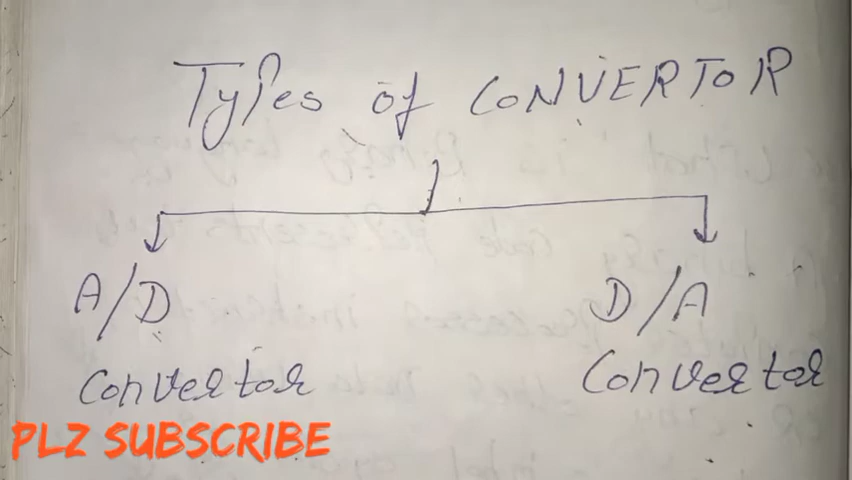 Types of CONVERTOR
A/D
D/A
Convertor
Convertor
PLZ SUBSCRIBE